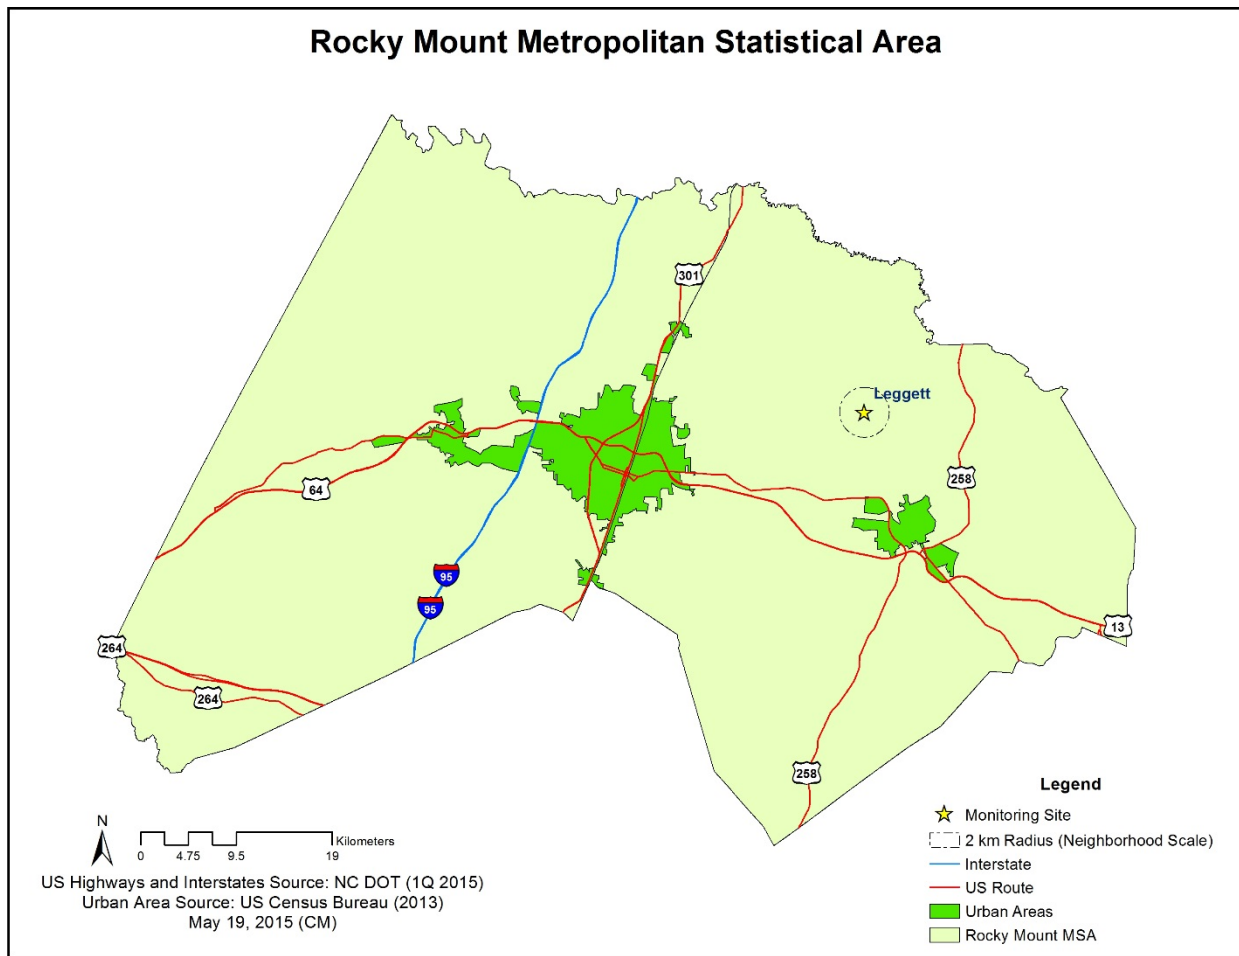 Rocky Mount Metropolitan Statistical Area
301
Leggett
258
64
95
95
13
264
264
258
Legend
Monitoring Site
2 km Radius (Neighborhood Scale)
Interstate
US Route
Urban Areas
Rocky Mount MSA
N
Kilometers
0 4.75 9.5 19
US Highways and Interstates Source: NC DOT (1Q 2015)
Urban Area Source: US Census Bureau (2013)
May 19, 2015 (CM)